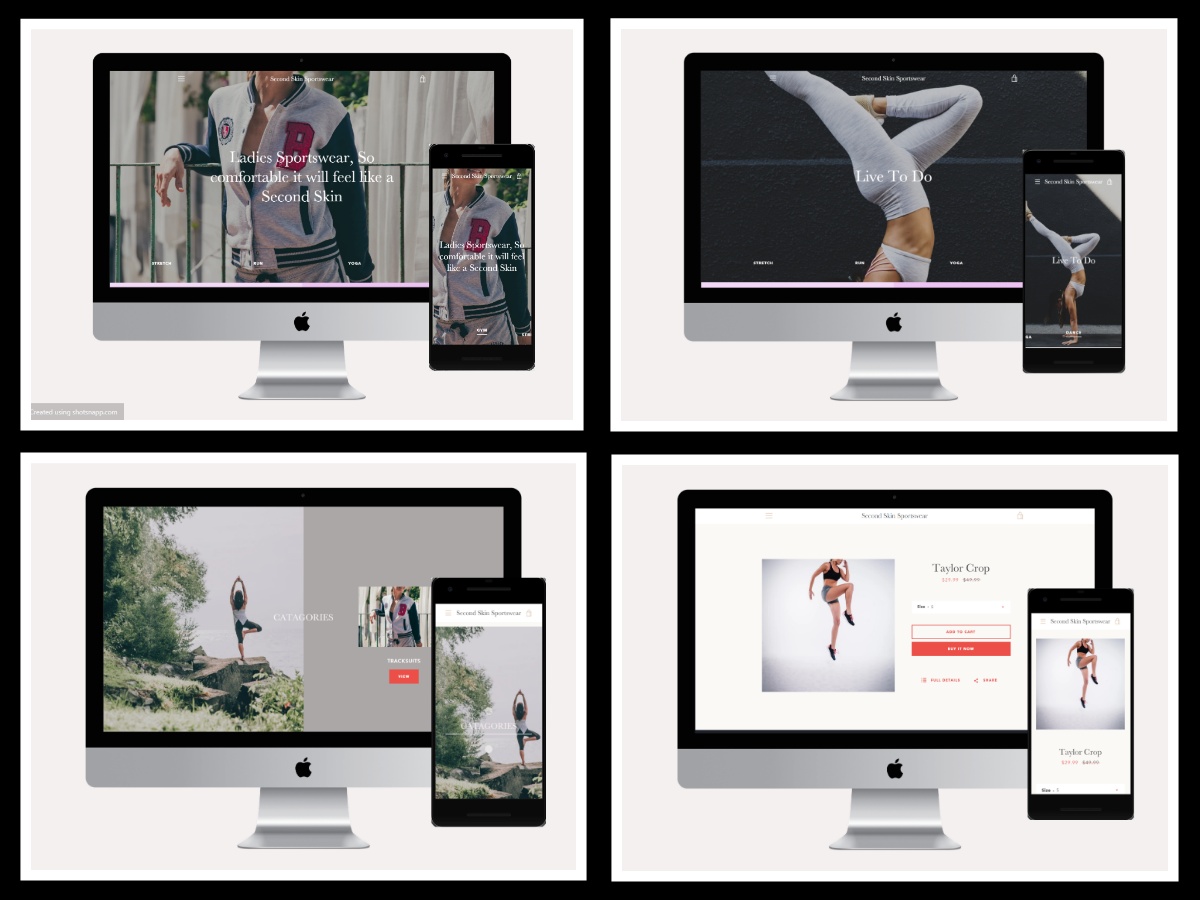 Second Skin Sportswear
Ladies Sportswear, So
comfortable it will feel like a
Second Skin
STRETCH
RUN
YOGA
Second Skin Sportswear
Ladies Sportswear, So
comfortable it will feel
like a Second Skin
GYM
B
B
Created using shotsnapp.com
Second Skin Sportswear
Live To Do
STRETCH
RUN
YOGA
Second Skin Sportswear
Live To Do
DANCE
GA
CATAGORIES
TRACKSUITS
VIEW
Second Skin Sportswear
CATAGORIES
Second Skin Sportswear
Taylor Crop
$39.99 $49.99
Size :
ADD TO CART
BUY IT NOW
FULL DETAILS
SHARE
Second Skin Sportswear
Taylor Crop
$39.99 $49.99
Size :